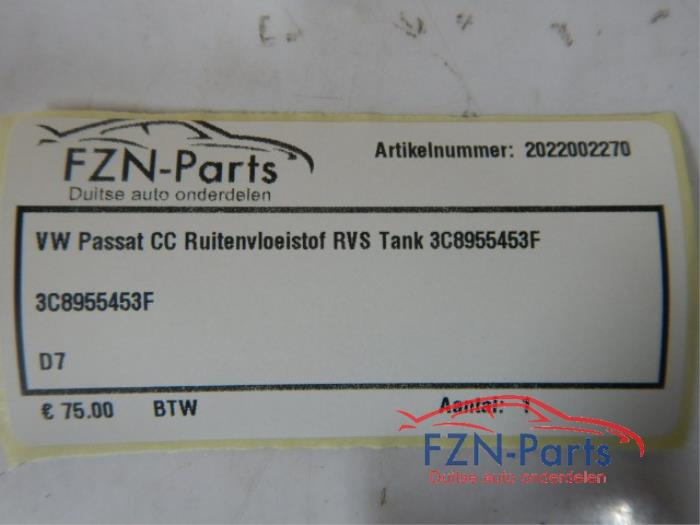 FZN-Parts
Duitse auto onderdelen
Artikelnummer: 2022002270
VW Passat CC Ruitenvloeistof RVS Tank 3C8955453F
3C8955453F
D7
€ 75.00 BTW Aantal: 1
FZN-Parts
Duitse auto onderdelen